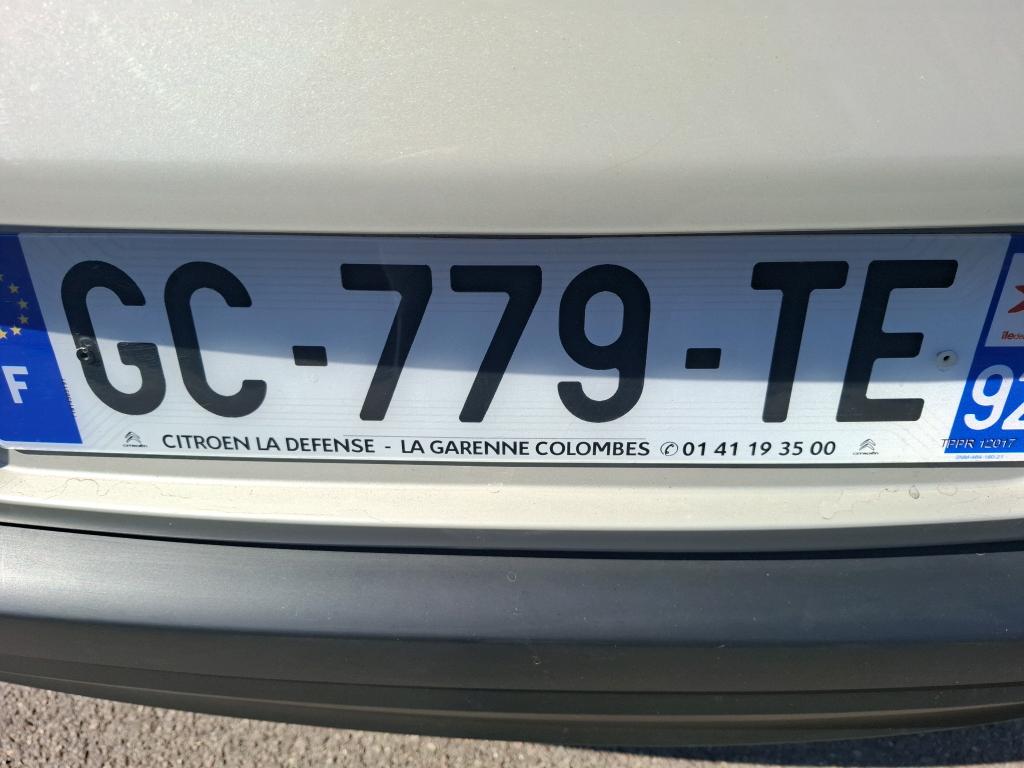 F
GC-779-TE
92
CITROEN LA DEFENSE - LA GARENNE COLOMBES ✆ 01 41 19 35 00
TPPR 12017